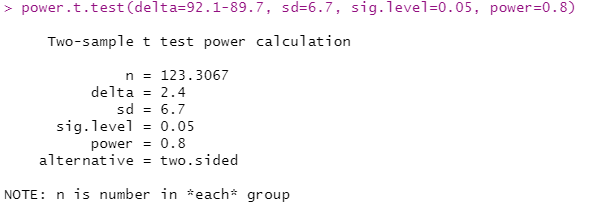 > power.t.test(delta=92.1-89.7, sd=6.7, sig.level=0.05, power=0.8)
Two-sample t test power calculation
n = 123.3067
delta = 2.4
sd = 6.7
sig.level = 0.05
power = 0.8
alternative = two.sided
NOTE: n is number in *each* group